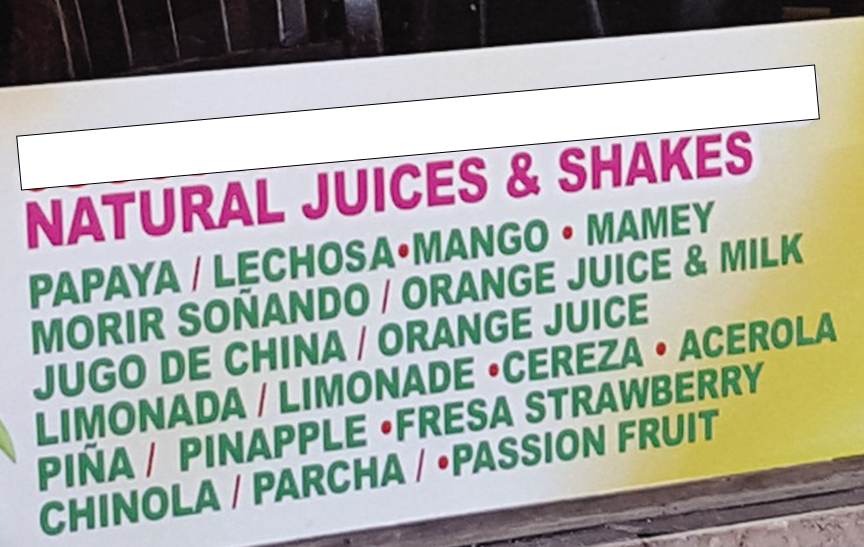 NATURAL JUICES & SHAKES
PAPAYA / LECHOSA•MANGO • MAMEY
MORIR SOÑANDO / ORANGE JUICE & MILK
JUGO DE CHINA / ORANGE JUICE
LIMONADA / LIMONADE •CEREZA • ACEROLA
PIÑA / PINAPPLE •FRESA STRAWBERRY
CHINOLA / PARCHA / •PASSION FRUIT